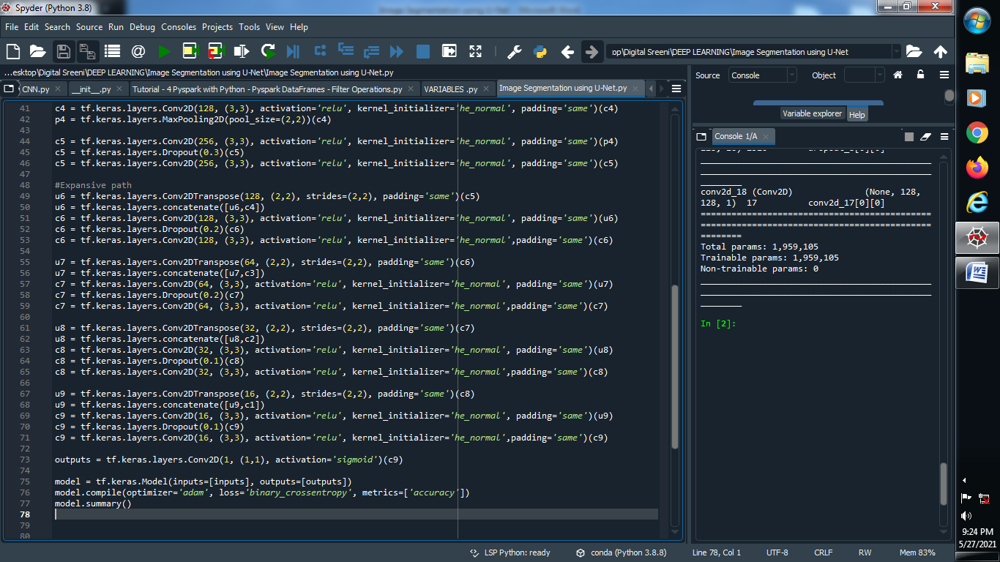 Spyder (Python 3.8)
File Edit Search Source Run Debug Consoles Projects Tools View Help
op\Digital Sreeni\DEEP LEARNING\Image Segmentation using U-Net
...esktop\Digital Sreeni\DEEP LEARNING\Image Segmentation using U-Net\Image Segmentation using U-Net.py
CNN.py __init__.py Tutorial - 4 Pyspark with Python - Pyspark DataFrames - Filter Operations.py VARIABLES .py Image Segmentation using U-Net.py
41 c4 = tf.keras.layers.Conv2D(128, (3,3), activation='relu', kernel_initializer='he_normal', padding='same')(c4)
42 p4 = tf.keras.layers.MaxPooling2D(pool_size=(2,2))(c4)
43
44 c5 = tf.keras.layers.Conv2D(256, (3,3), activation='relu', kernel_initializer='he_normal', padding='same')(p4)
45 c5 = tf.keras.layers.Dropout(0.3)(c5)
46 c5 = tf.keras.layers.Conv2D(256, (3,3), activation='relu', kernel_initializer='he_normal', padding='same')(c5)
47
48 #Expansive path
49 u6 = tf.keras.layers.Conv2DTranspose(128, (2,2), strides=(2,2), padding='same')(c5)
50 u6 = tf.keras.layers.concatenate([u6,c4])
51 c6 = tf.keras.layers.Conv2D(128, (3,3), activation='relu', kernel_initializer='he_normal', padding='same')(u6)
52 c6 = tf.keras.layers.Dropout(0.2)(c6)
53 c6 = tf.keras.layers.Conv2D(128, (3,3), activation='relu', kernel_initializer='he_normal',padding='same')(c6)
54
55 u7 = tf.keras.layers.Conv2DTranspose(64, (2,2), strides=(2,2), padding='same')(c6)
56 u7 = tf.keras.layers.concatenate([u7,c3])
57 c7 = tf.keras.layers.Conv2D(64, (3,3), activation='relu', kernel_initializer='he_normal', padding='same')(u7)
58 c7 = tf.keras.layers.Dropout(0.2)(c7)
59 c7 = tf.keras.layers.Conv2D(64, (3,3), activation='relu', kernel_initializer='he_normal',padding='same')(c7)
60
61 u8 = tf.keras.layers.Conv2DTranspose(32, (2,2), strides=(2,2), padding='same')(c7)
62 u8 = tf.keras.layers.concatenate([u8,c2])
63 c8 = tf.keras.layers.Conv2D(32, (3,3), activation='relu', kernel_initializer='he_normal', padding='same')(u8)
64 c8 = tf.keras.layers.Dropout(0.1)(c8)
65 c8 = tf.keras.layers.Conv2D(32, (3,3), activation='relu', kernel_initializer='he_normal',padding='same')(c8)
66
67 u9 = tf.keras.layers.Conv2DTranspose(16, (2,2), strides=(2,2), padding='same')(c8)
68 u9 = tf.keras.layers.concatenate([u9,c1])
69 c9 = tf.keras.layers.Conv2D(16, (3,3), activation='relu', kernel_initializer='he_normal', padding='same')(u9)
70 c9 = tf.keras.layers.Dropout(0.1)(c9)
71 c9 = tf.keras.layers.Conv2D(16, (3,3), activation='relu', kernel_initializer='he_normal',padding='same')(c9)
72
73 outputs = tf.keras.layers.Conv2D(1, (1,1), activation='sigmoid')(c9)
74
75 model = tf.keras.Model(inputs=[inputs], outputs=[outputs])
76 model.compile(optimizer='adam', loss='binary_crossentropy', metrics=['accuracy'])
77 model.summary()
78
79
80
Source Console Object
Variable explorer Help
Console 1/A
conv2d_18 (Conv2D) (None, 128,
128, 1) 17 conv2d_17[0][0]
=============================================
=============================================
========
Total params: 1,959,105
Trainable params: 1,959,105
Non-trainable params: 0
In [2]:
LSP Python: ready conda (Python 3.8.8) Line 78, Col 1 UTF-8 CRLF RW Mem 83%
9:24 PM
5/27/2021